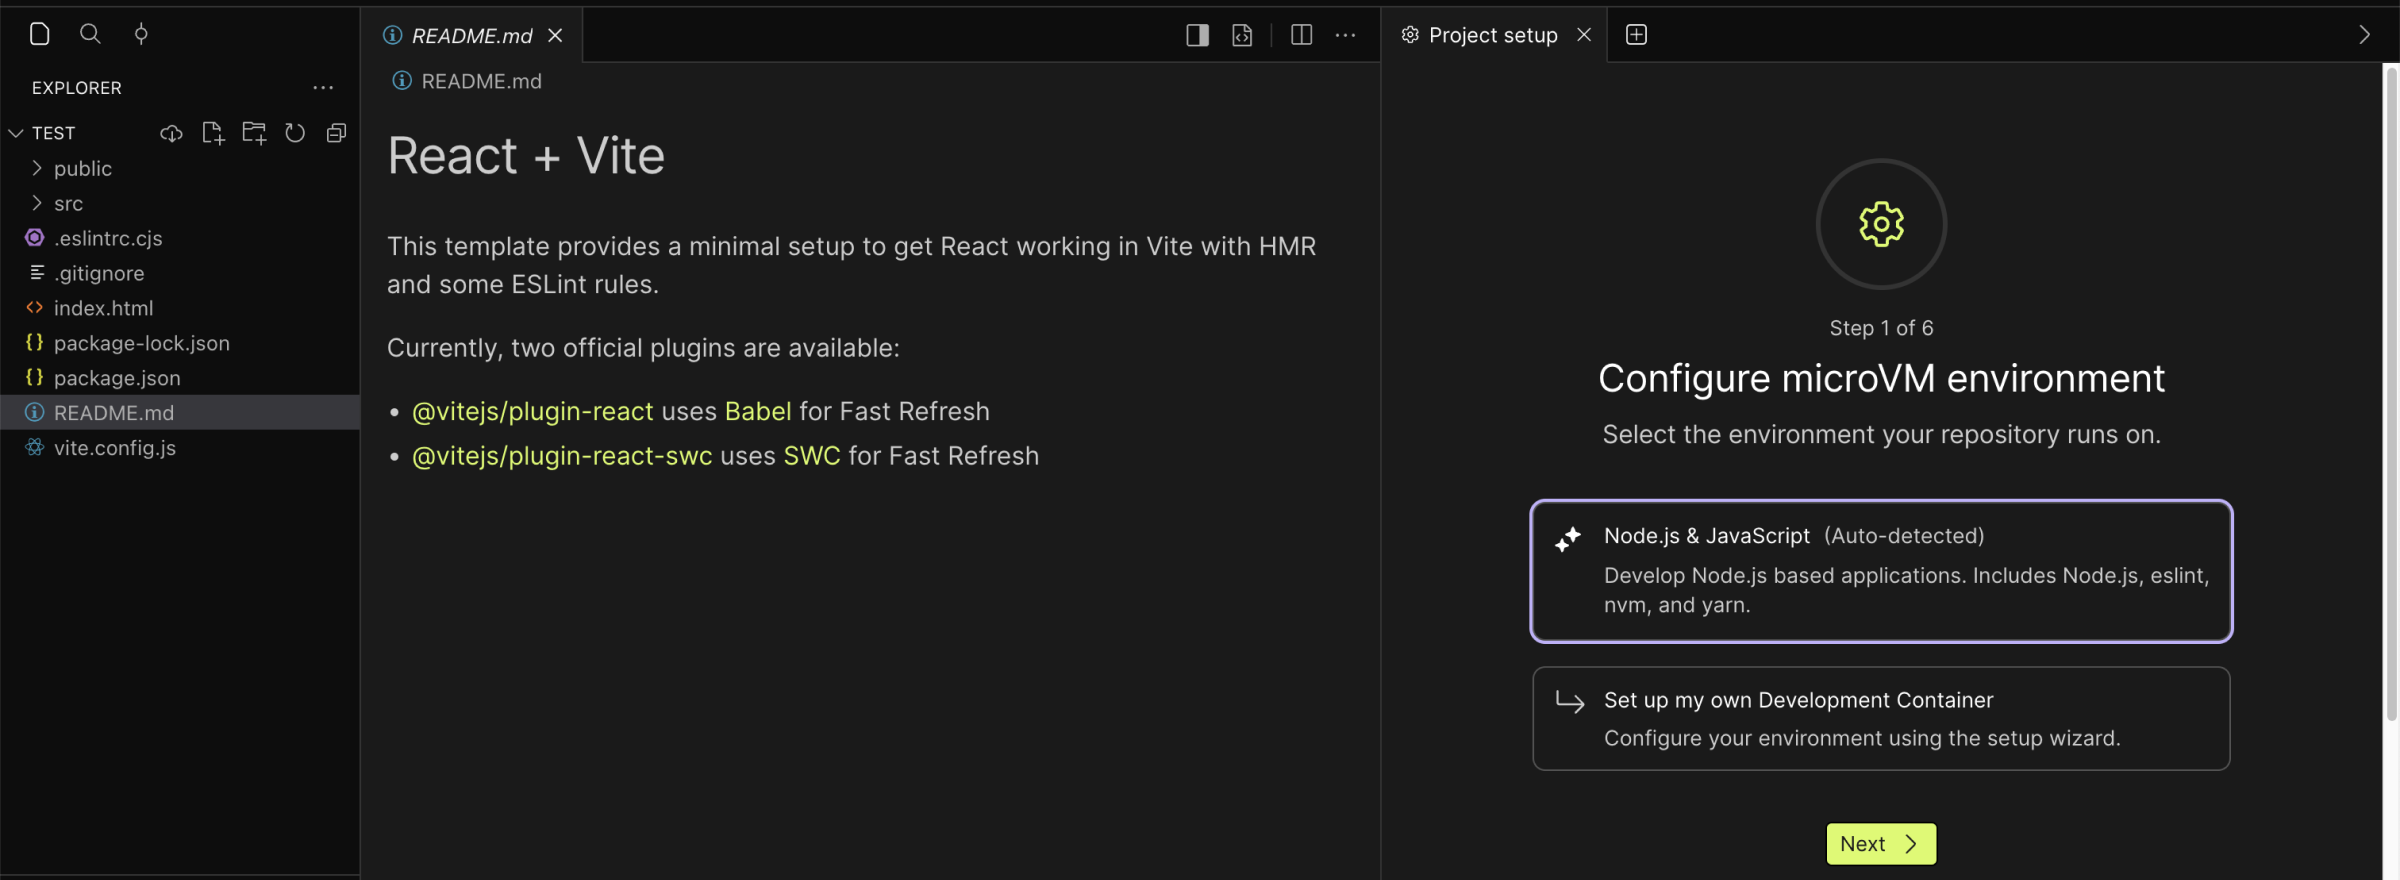 README.md
Project setup
EXPLORER
README.md
TEST
public
src
.eslintrc.cjs
.gitignore
index.html
package-lock.json
package.json
README.md
vite.config.js
React + Vite
This template provides a minimal setup to get React working in Vite with HMR
and some ESLint rules.
Currently, two official plugins are available:
• @vitejs/plugin-react uses Babel for Fast Refresh
• @vitejs/plugin-react-swc uses SWC for Fast Refresh
Step 1 of 6
Configure microVM environment
Select the environment your repository runs on.
Node.js & JavaScript (Auto-detected)
Develop Node.js based applications. Includes Node.js, eslint,
nvm, and yarn.
Set up my own Development Container
Configure your environment using the setup wizard.
Next